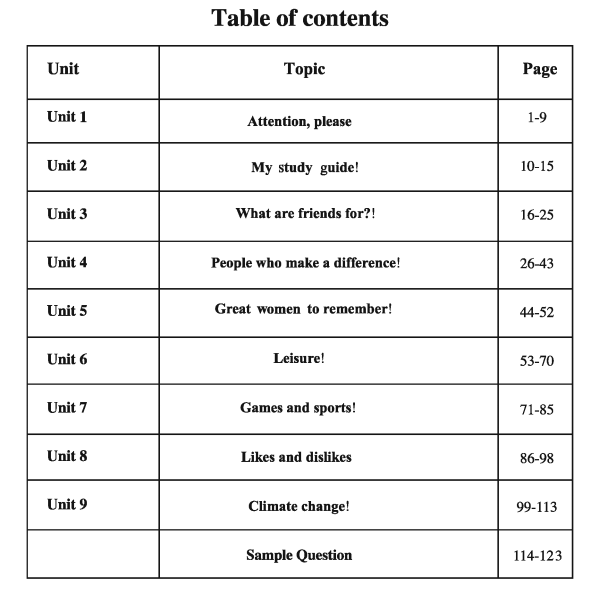 Table of contents
Unit Topic Page
Unit 1 Attention, please 1-9
Unit 2 My study guide! 10-15
Unit 3 What are friends for?! 16-25
Unit 4 People who make a difference! 26-43
Unit 5 Great women to remember! 44-52
Unit 6 Leisure! 53-70
Unit 7 Games and sports! 71-85
Unit 8 Likes and dislikes 86-98
Unit 9 Climate change! 99-113
Sample Question 114-123